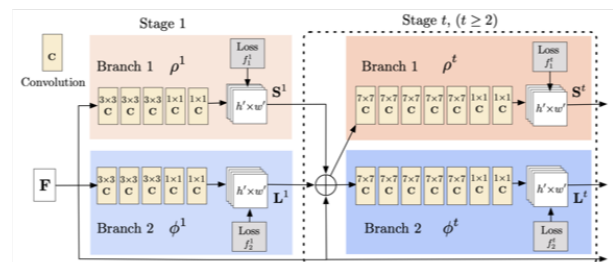 Stage 1
Stage t, (t ≥ 2)
C
Convolution
Branch 1 ρ¹
Loss
f₁¹
3×3 C 3×3 C 3×3 C 1×1 C 1×1 C
h′×w′
S¹
Branch 1 ρᵗ
Loss
f₁ᵗ
7×7 C 7×7 C 7×7 C 7×7 C 7×7 C 1×1 C 1×1 C
h′×w′
Sᵗ
F
3×3 C 3×3 C 3×3 C 1×1 C 1×1 C
h′×w′
L¹
Branch 2 ϕ¹
Loss
f₂¹
7×7 C 7×7 C 7×7 C 7×7 C 7×7 C 1×1 C 1×1 C
h′×w′
Lᵗ
Branch 2 ϕᵗ
Loss
f₂ᵗ